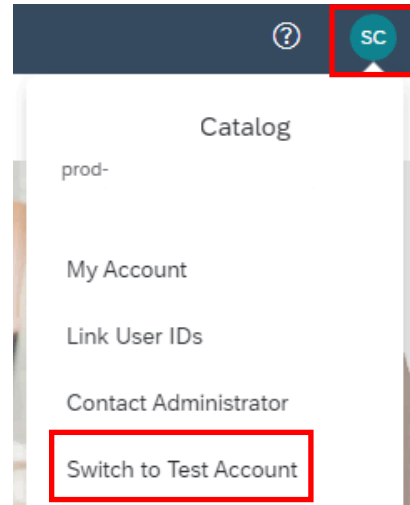 ? SC
Catalog
prod-
My Account
Link User IDs
Contact Administrator
Switch to Test Account